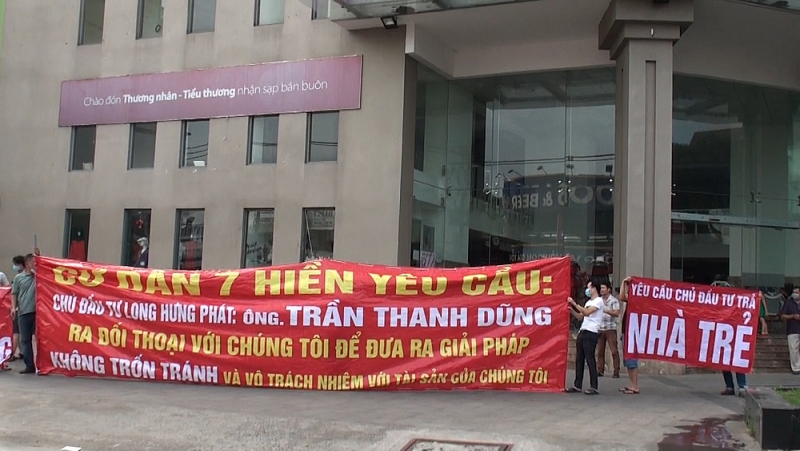 Chào đón Thương nhân - Tiểu thương nhận sạp bán buôn
& BEER
CƯ DÂN 7 HIỀN YÊU CẦU:
CHỦ ĐẦU TƯ LONG HƯNG PHÁT: ÔNG. TRẦN THANH DŨNG
RA ĐỐI THOẠI VỚI CHÚNG TÔI ĐỂ ĐƯA RA GIẢI PHÁP
KHÔNG TRỐN TRÁNH VÀ VÔ TRÁCH NHIỆM VỚI TÀI SẢN CỦA CHÚNG TÔI
YÊU CẦU CHỦ ĐẦU TƯ TRẢ
NHÀ TRẺ